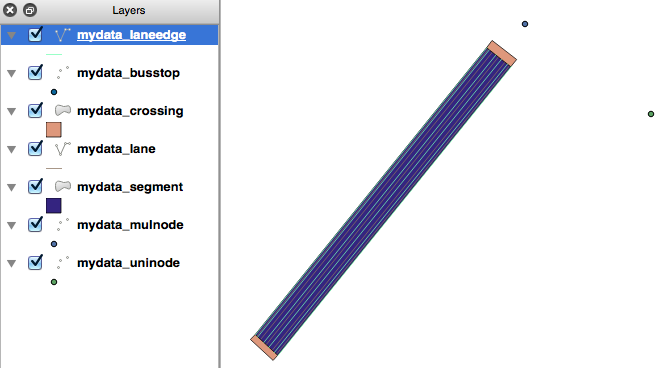 Layers
mydata_laneedge
mydata_busstop
mydata_crossing
mydata_lane
mydata_segment
mydata_mulnode
mydata_uninode